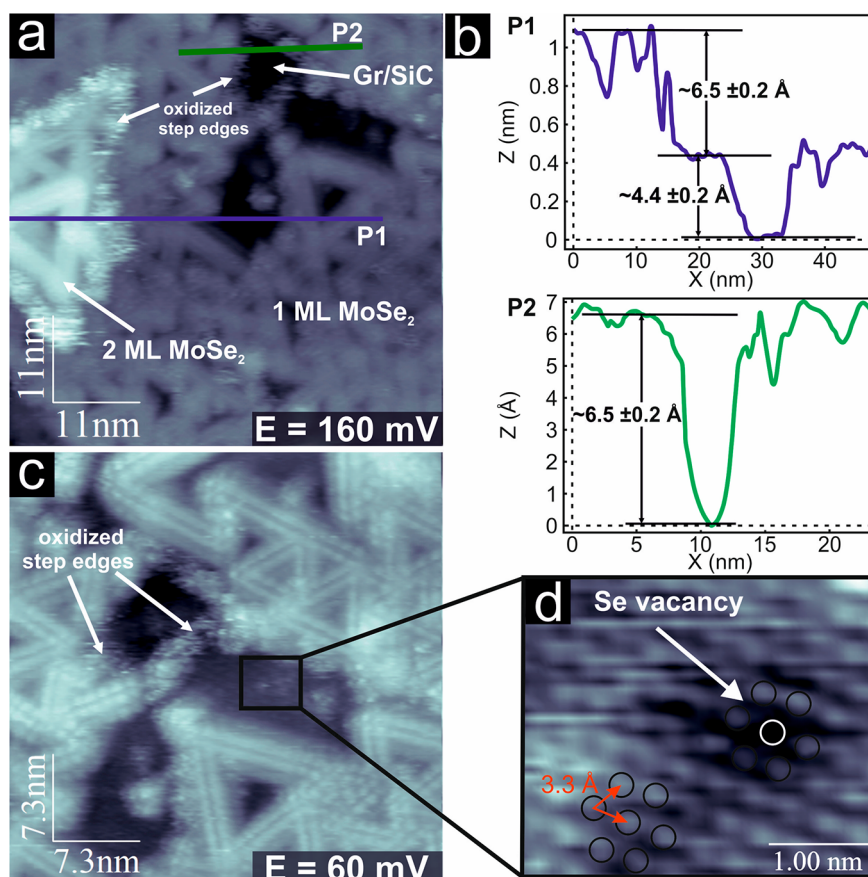 a
P2
Gr/SiC
oxidized
step edges
P1
1 ML MoSe₂
2 ML MoSe₂
11nm
11nm
E = 160 mV
b
P1
Z (nm)
1
0.8
0.6
0.4
0.2
0
~6.5 ±0.2 Å
~4.4 ±0.2 Å
0
10
20
30
40
X (nm)
P2
Z (Å)
7
6
5
4
3
2
1
0
~6.5 ±0.2 Å
0
5
10
15
20
X (nm)
c
oxidized
step edges
7.3nm
7.3nm
E = 60 mV
d
Se vacancy
3.3 Å
1.00 nm